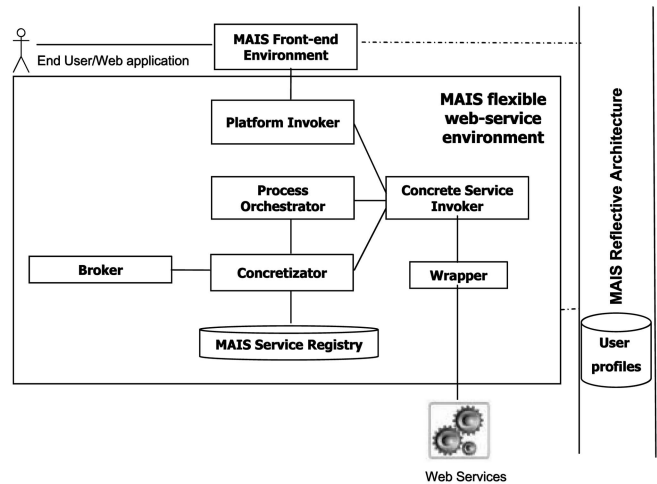 MAIS Front-end
Environment
End User/Web application
MAIS flexible
web-service
environment
Platform Invoker
Process
Orchestrator
Concrete Service
Invoker
Broker
Concretizator
Wrapper
MAIS Service Registry
MAIS Reflective Architecture
User
profiles
Web Services